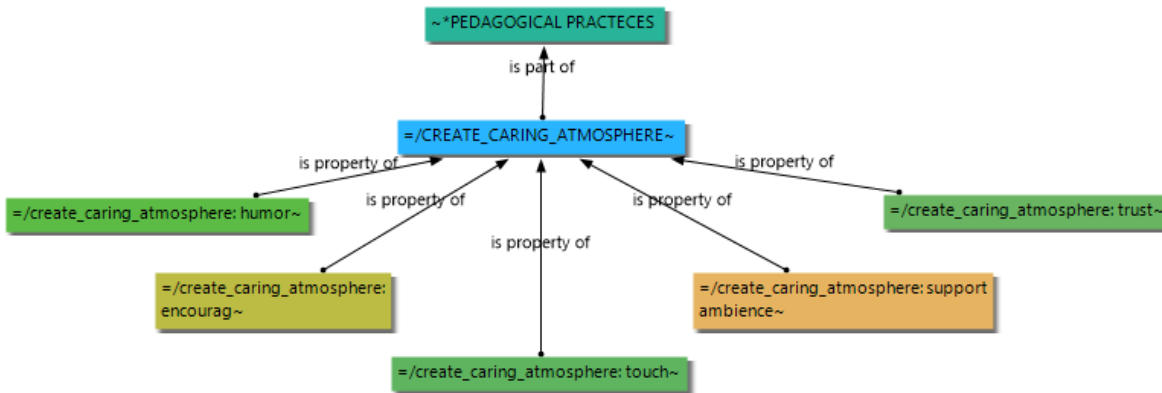 ~*PEDAGOGICAL PRACTECES
is part of
=/CREATE_CARING_ATMOSPHERE~
is property of
is property of
is property of
is property of
is property of
=/create_caring_atmosphere: humor~
=/create_caring_atmosphere: trust~
=/create_caring_atmosphere:
encourag~
=/create_caring_atmosphere: support
ambience~
=/create_caring_atmosphere: touch~